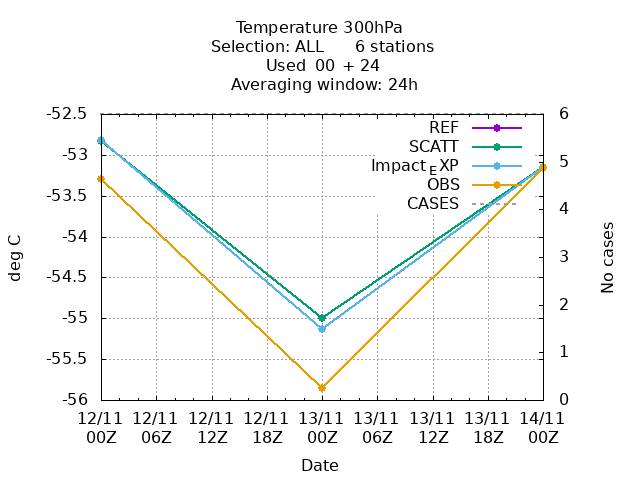 Temperature 300hPa
Selection: ALL 6 stations
Used 00 + 24
Averaging window: 24h
-52.5
-53
-53.5
-54
-54.5
-55
-55.5
-56
deg C
REF
SCATT
Impact_EXP
OBS
CASES
6
5
4
3
2
1
0
No cases
12/11 12/11 12/11 12/11 13/11 13/11 13/11 13/11 14/11
00Z 06Z 12Z 18Z 00Z 06Z 12Z 18Z 00Z
Date